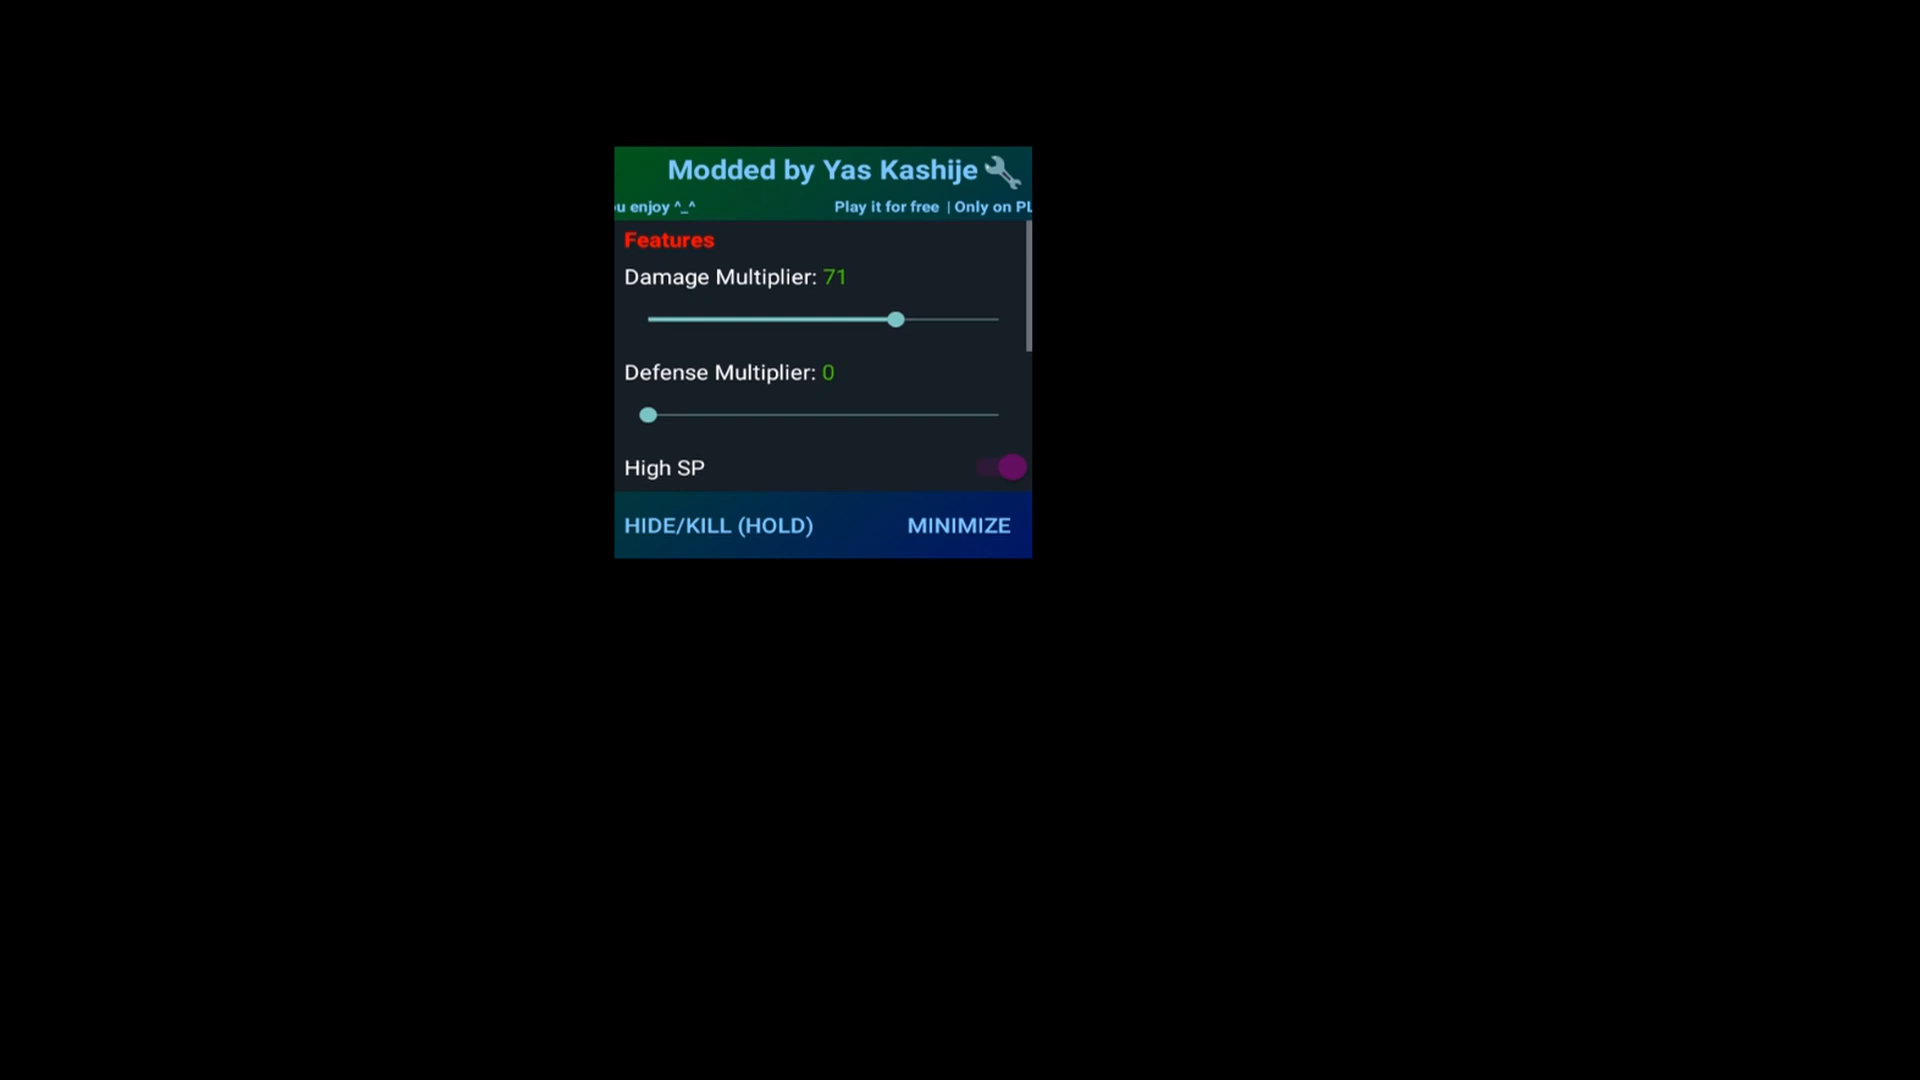 Modded by Yas Kashije
u enjoy ^_^ Play it for free | Only on PL
Features
Damage Multiplier: 71
Defense Multiplier: 0
High SP
HIDE/KILL (HOLD) MINIMIZE